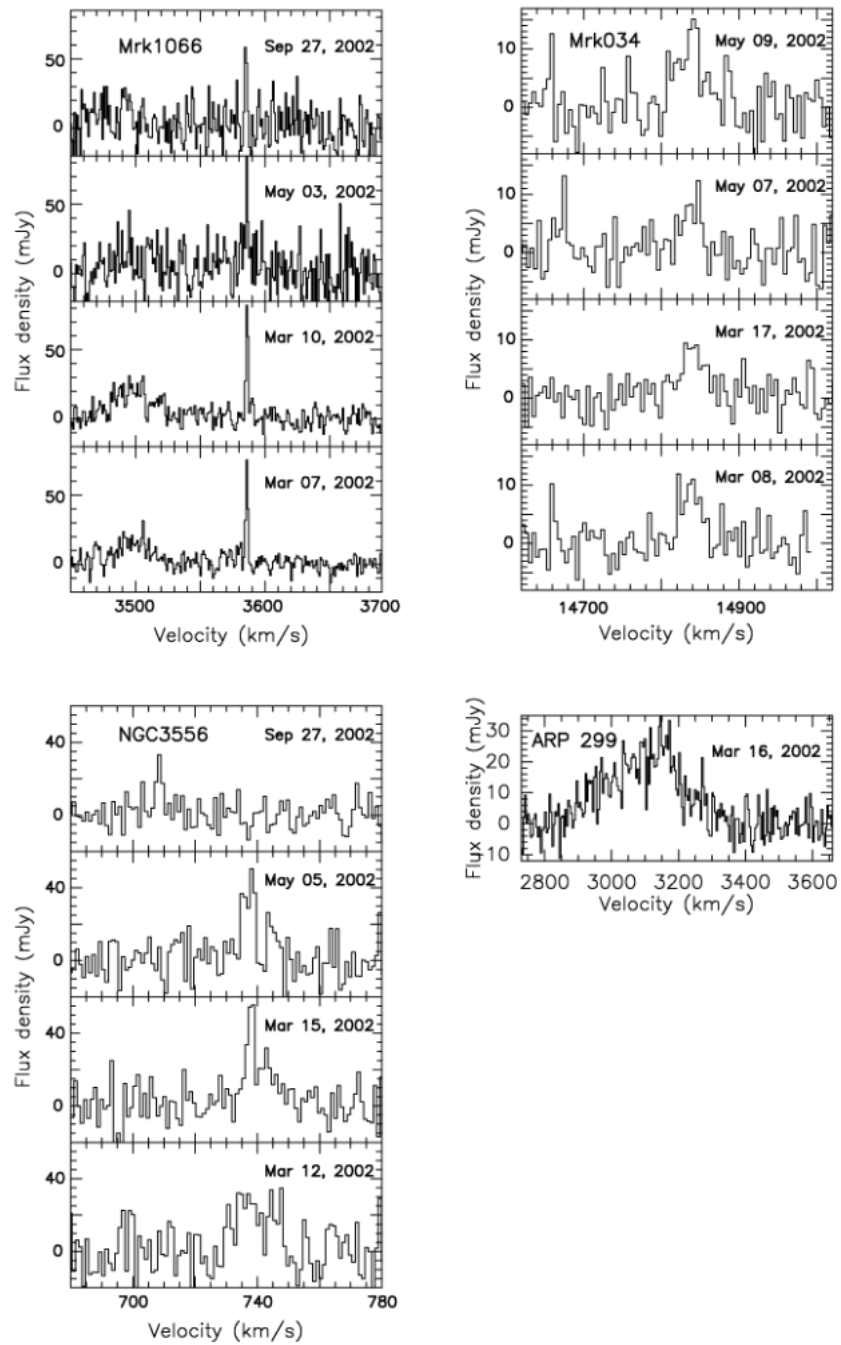 Mrk1066
Sep 27, 2002
50
0
May 03, 2002
50
0
Mar 10, 2002
50
0
Mar 07, 2002
50
0
Flux density (mJy)
3500 3600 3700
Velocity (km/s)
Mrk034
May 09, 2002
10
0
May 07, 2002
10
0
Mar 17, 2002
10
0
Mar 08, 2002
10
0
Flux density (mJy)
14700 14900
Velocity (km/s)
NGC3556
Sep 27, 2002
40
0
May 05, 2002
40
0
Mar 15, 2002
40
0
Mar 12, 2002
40
0
Flux density (mJy)
700 740 780
Velocity (km/s)
ARP 299
Mar 16, 2002
30
20
10
0
10
Flux density (mJy)
2800 3000 3200 3400 3600
Velocity (km/s)